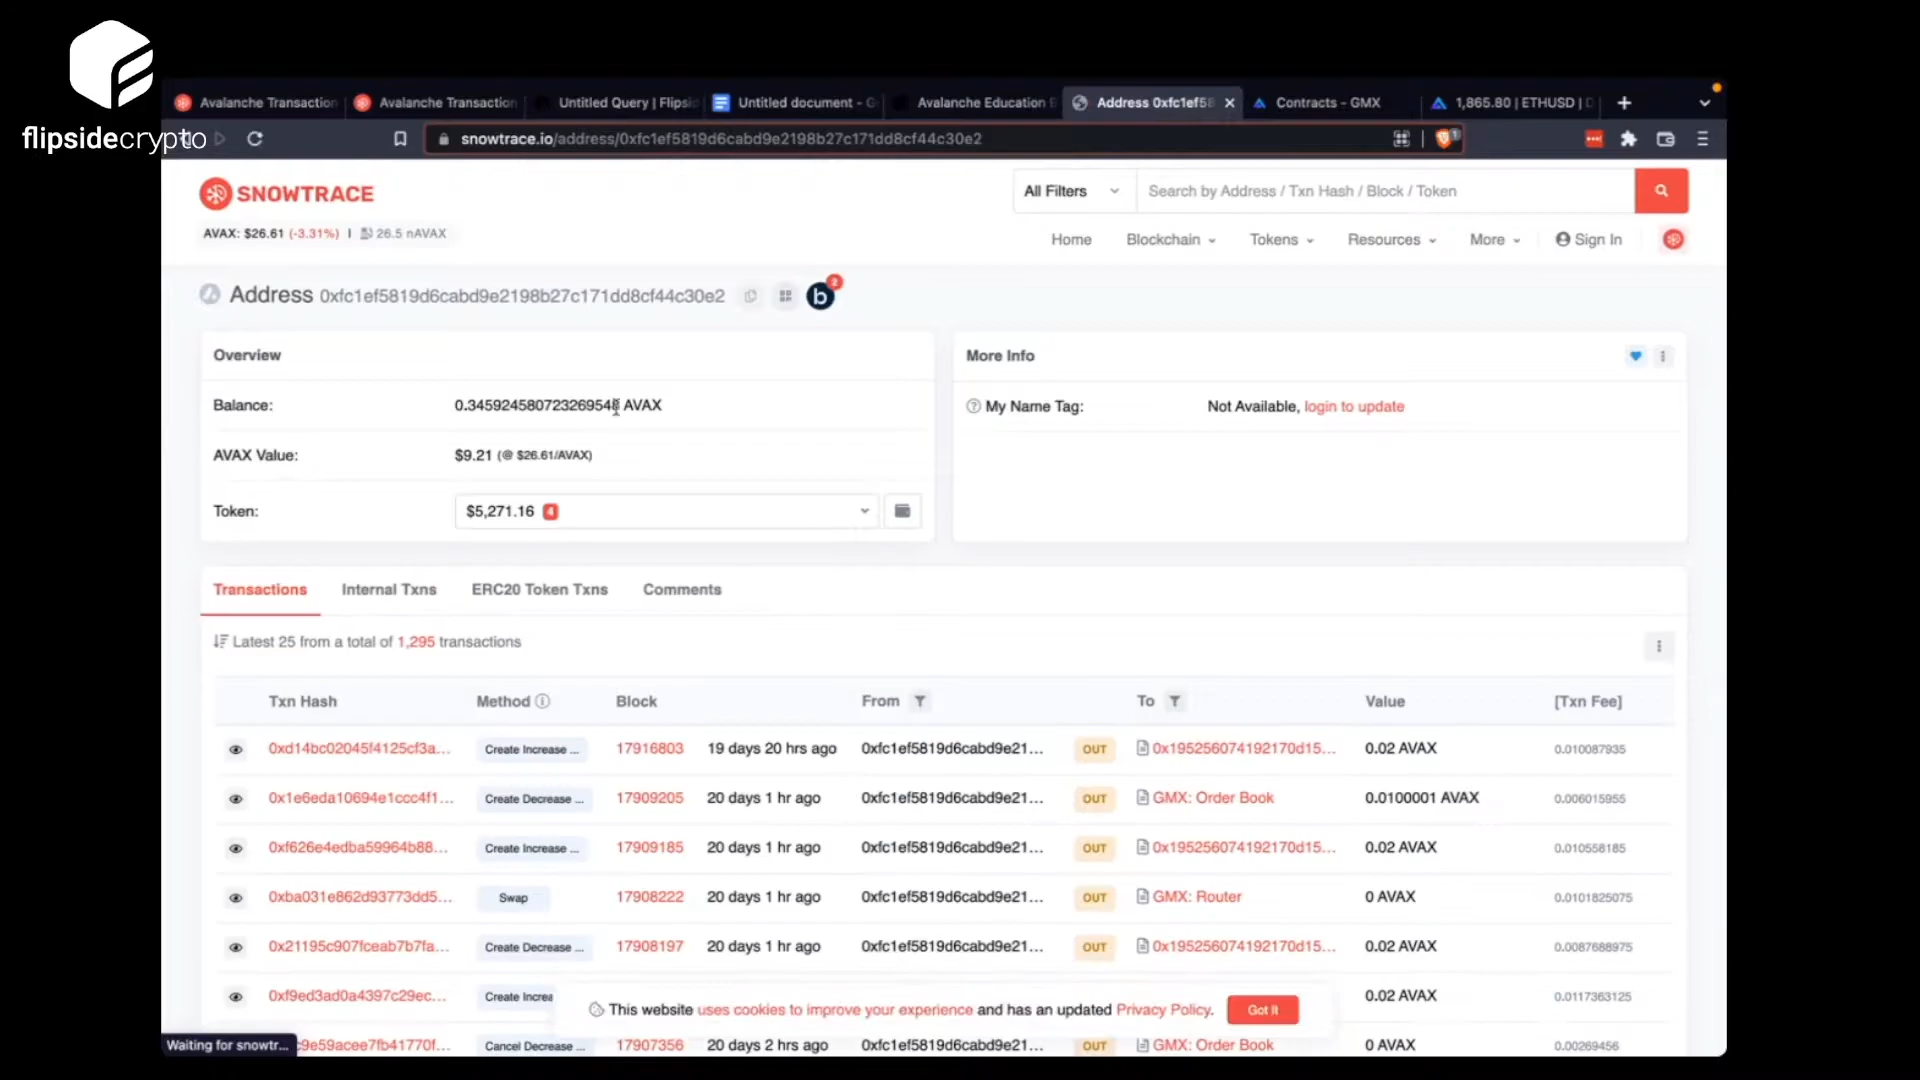 flipsidecrypto
Avalanche Transaction
Avalanche Transaction
Untitled Query | Flipsi
Untitled document - G
Avalanche Education
Address 0xfc1ef58
Contracts - GMX
1,865.80 | ETHUSD |
snowtrace.io/address/0xfc1ef5819d6cabd9e2198b27c171dd8cf44c30e2
SNOWTRACE
All Filters
Search by Address / Txn Hash / Block / Token
AVAX: $26.61 (-3.31%) | 26.5 nAVAX
Home
Blockchain
Tokens
Resources
More
Sign In
Address 0xfc1ef5819d6cabd9e2198b27c171dd8cf44c30e2
b
2
Overview
Balance:
AVAX
AVAX Value:
$9.21 (@ $26.61/AVAX)
Token:
$5,271.16 4
More Info
My Name Tag:
Not Available, login to update
Transactions
Internal Txns
ERC20 Token Txns
Comments
Latest 25 from a total of 1,295 transactions
Txn Hash Method Block From To Value [Txn Fee]
0xd14bc02045f4125cf3a... Create Increase ... 17916803 19 days 20 hrs ago 0xfc1ef5819d6cabd9e21... OUT 0x195256074192170d15... 0.02 AVAX 0.010087935
0x1e6eda10694e1ccc4f1... Create Decrease ... 17909205 20 days 1 hr ago 0xfc1ef5819d6cabd9e21... OUT GMX: Order Book 0.0100001 AVAX 0.006015955
0xf626e4edba59964b88... Create Increase ... 17909185 20 days 1 hr ago 0xfc1ef5819d6cabd9e21... OUT 0x195256074192170d15... 0.02 AVAX 0.010558185
0xba031e862d93773dd5... Swap 17908222 20 days 1 hr ago 0xfc1ef5819d6cabd9e21... OUT GMX: Router 0 AVAX 0.0101825075
0x21195c907fceab7b7fa... Create Decrease ... 17908197 20 days 1 hr ago 0xfc1ef5819d6cabd9e21... OUT 0x195256074192170d15... 0.02 AVAX 0.0087688975
0xf9ed3ad0a4397c29ec... Create Increa 0.02 AVAX 0.0117363125
This website uses cookies to improve your experience and has an updated Privacy Policy. Got It
Waiting for snowtr...
c9e59acee7fb41770f... Cancel Decrease ... 17907356 20 days 2 hrs ago 0xfc1ef5819d6cabd9e21... OUT GMX: Order Book 0 AVAX 0.00269456